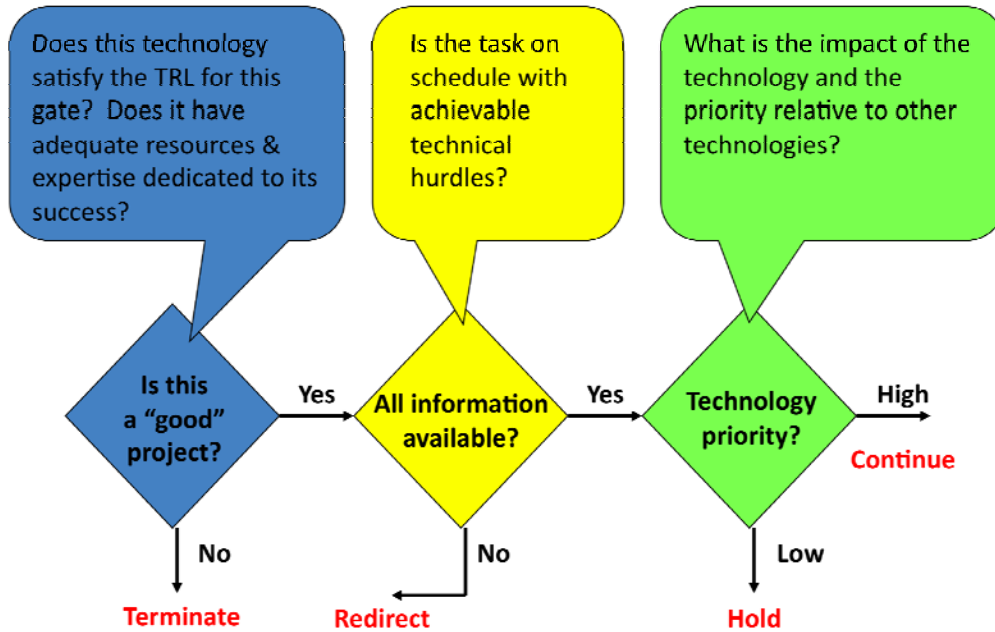 Does this technology
satisfy the TRL for this
gate?  Does it have
adequate resources &
expertise dedicated to its
success?
Is the task on
schedule with
achievable
technical
hurdles?
What is the impact of the
technology and the
priority relative to other
technologies?
Is this
a “good”
project?
Yes
All information
available?
Yes
Technology
priority?
High
Continue
No
Terminate
No
Redirect
Low
Hold